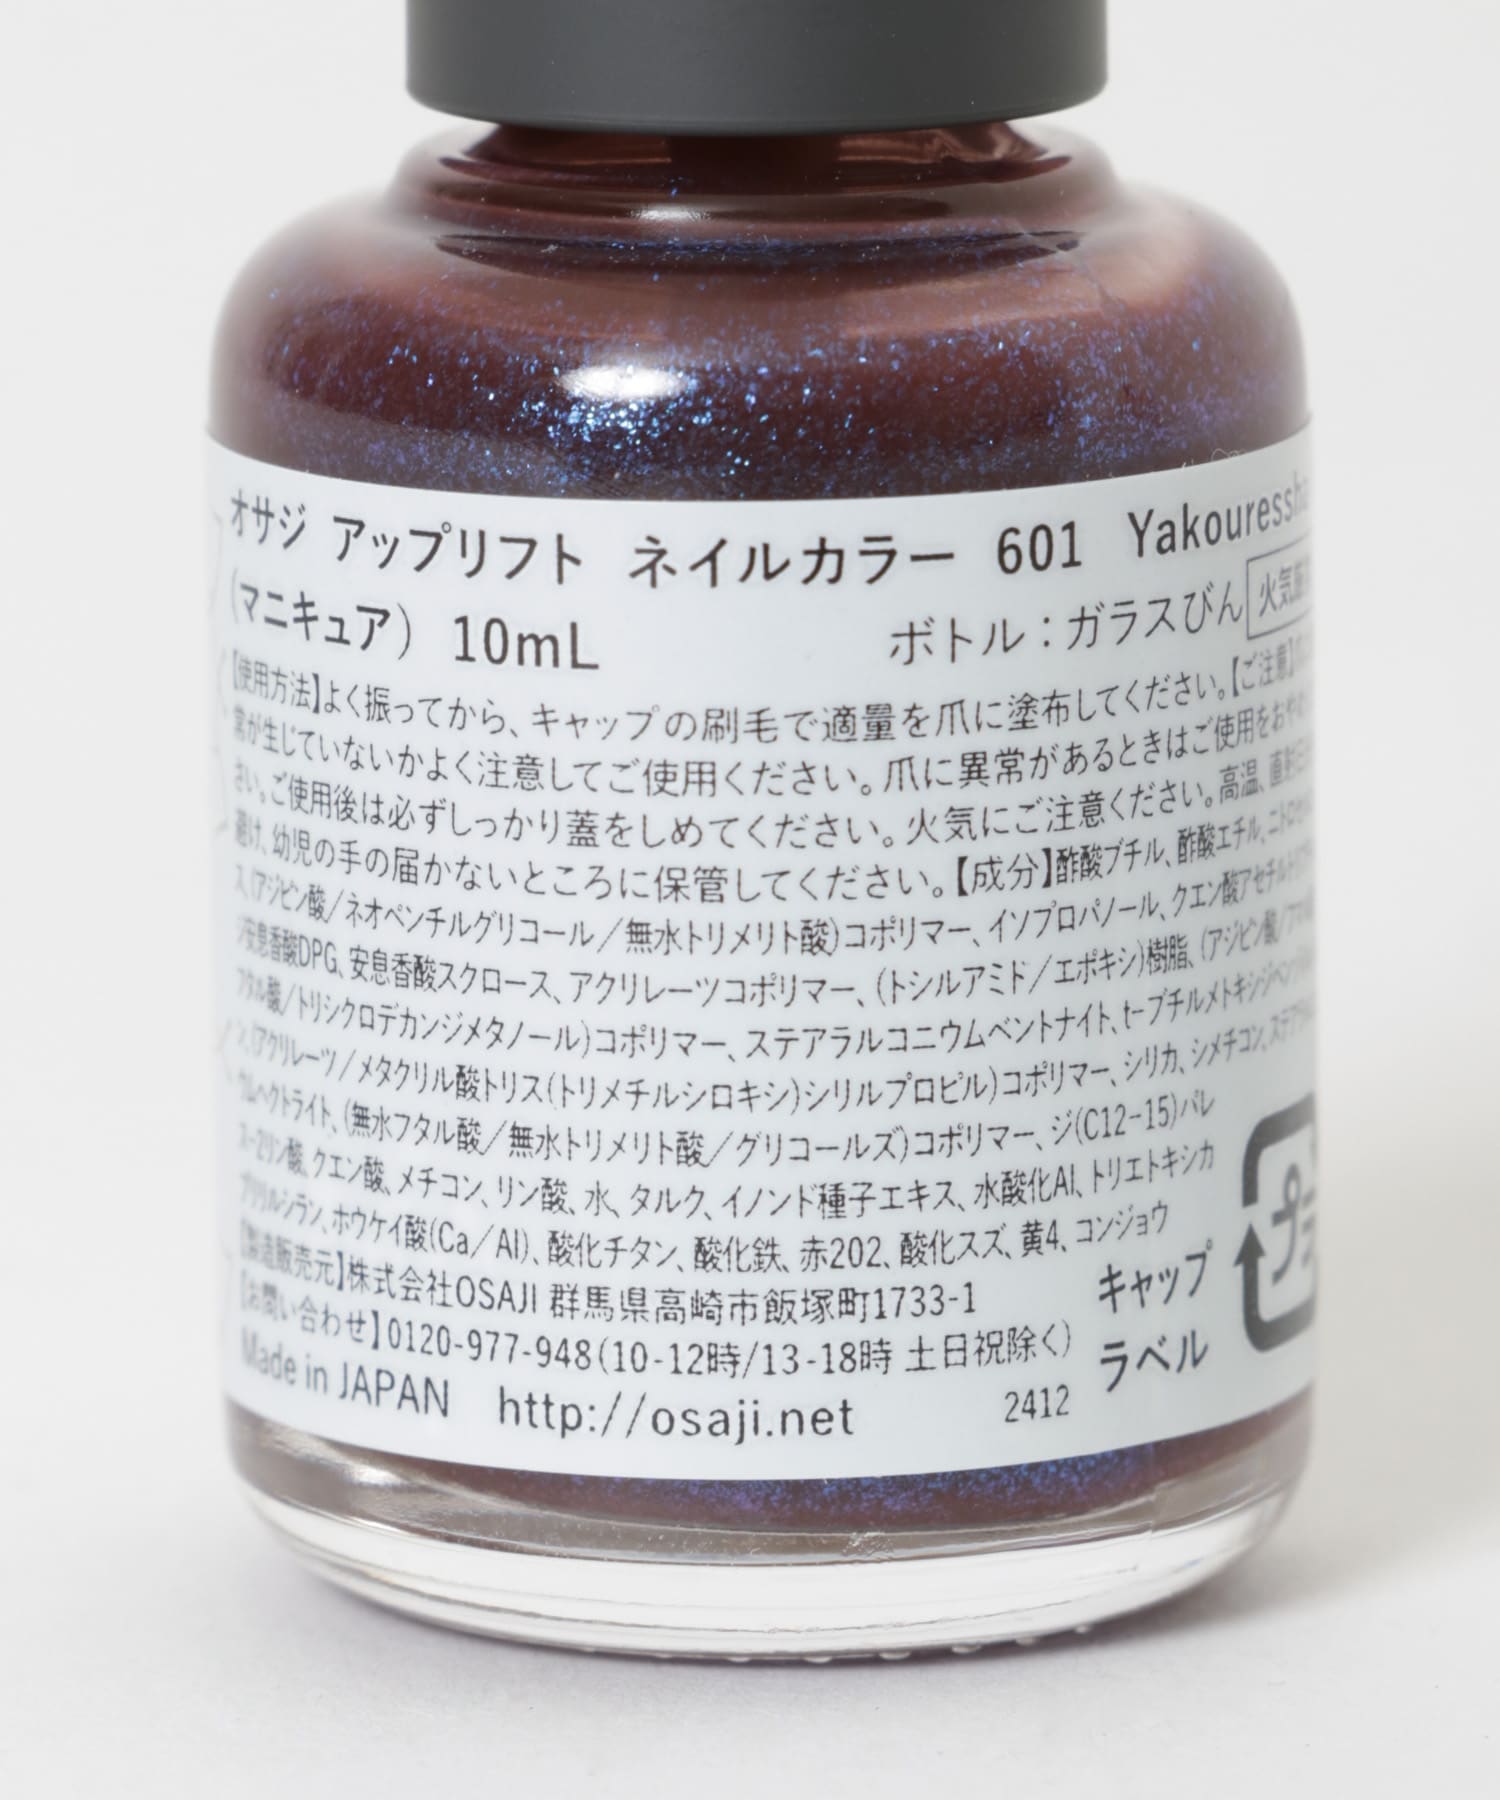 オサジ アップリフト ネイルカラー 601 Yakouressha
(マニキュア) 10mL ボトル:ガラスびん 火気
【使用方法】よく振ってから、キャップの刷毛で適量を爪に塗布してください。【ご注意】
常が生じていないかよく注意してご使用ください。爪に異常があるときはご使用をおやめ
さい。ご使用後は必ずしっかり蓋をしめてください。火気にご注意ください。高温、直射日
避け、幼児の手の届かないところに保管してください。【成分】酢酸ブチル、酢酸エチル、ニトロセル
ス、(アジピン酸/ネオペンチルグリコール/無水トリメリト酸)コポリマー、イソプロパノール、クエン酸アセチルトリ
ジ安息香酸DPG、安息香酸スクロース、アクリレーツコポリマー、(トシルアミド/エポキシ)樹脂、(アジピン酸/フマル
フタル酸/トリシクロデカンジメタノール)コポリマー、ステアラルコニウムベントナイト、t-ブチルメトキシジベンゾイル
ン、(アクリレーツ/メタクリル酸トリス(トリメチルシロキシ)シリルプロピル)コポリマー、シリカ、シメチコン、ステアラル
ウムヘクトライト、(無水フタル酸/無水トリメリト酸/グリコールズ)コポリマー、ジ(C12-15)パレ
ス-2リン酸、クエン酸、メチコン、リン酸、水、タルク、イノンド種子エキス、水酸化Al、トリエトキシカ
プリリルシラン、ホウケイ酸(Ca/Al)、酸化チタン、酸化鉄、赤202、酸化スズ、黄4、コンジョウ
【製造販売元】株式会社OSAJI 群馬県高崎市飯塚町1733-1
【お問い合わせ】0120-977-948(10-12時/13-18時 土日祝除く)
Made in JAPAN http://osaji.net 2412
キャップ
ラベル
プラ